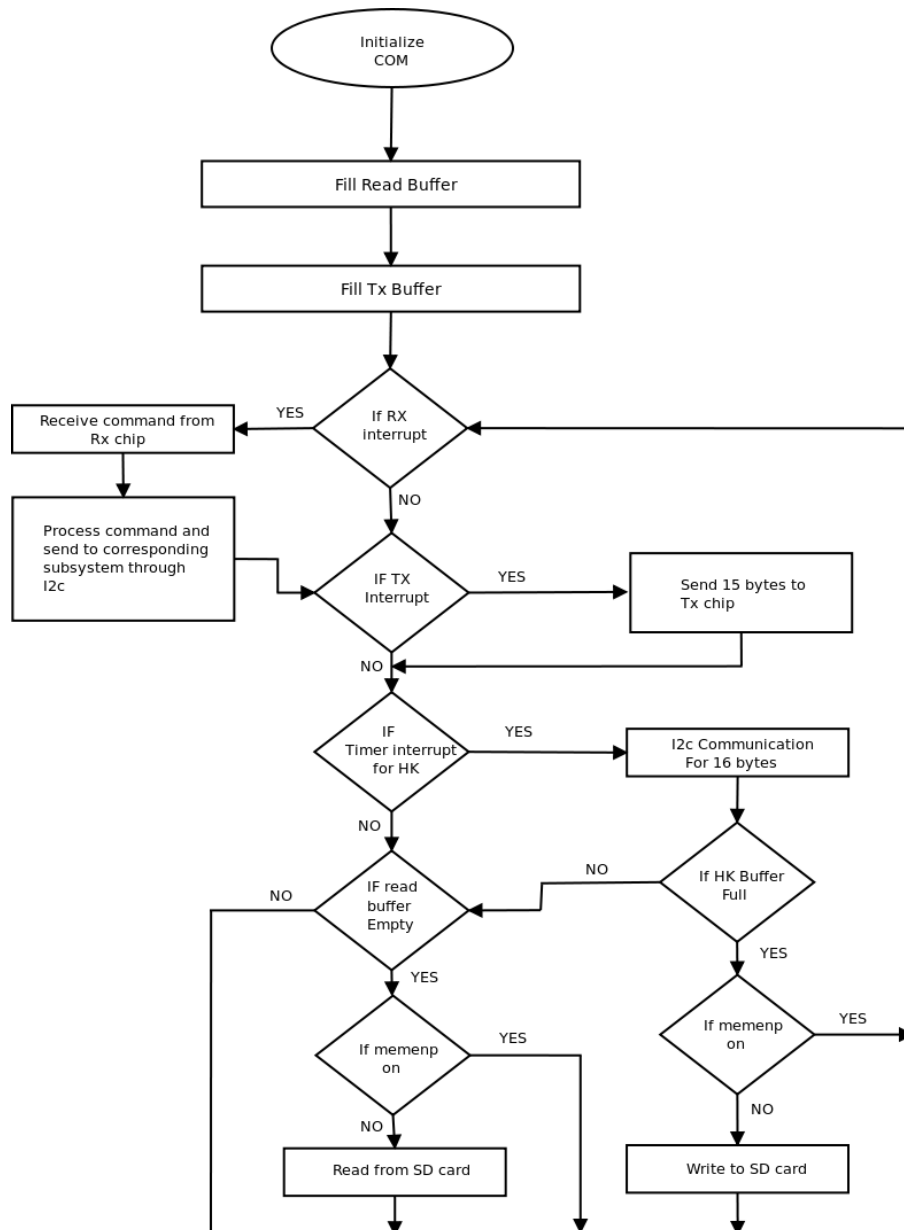 Initialize
COM
Fill Read Buffer
Fill Tx Buffer
If RX
interrupt
YES
Receive command from
Rx chip
NO
Process command and
send to corresponding
subsystem through
I2c
IF TX
Interrupt
YES
Send 15 bytes to
Tx chip
NO
IF
Timer interrupt
for HK
YES
I2c Communication
For 16 bytes
NO
If HK Buffer
Full
NO
IF read
buffer
Empty
NO
YES
YES
If memenp
on
YES
If memenp
on
YES
NO
NO
Read from SD card
Write to SD card